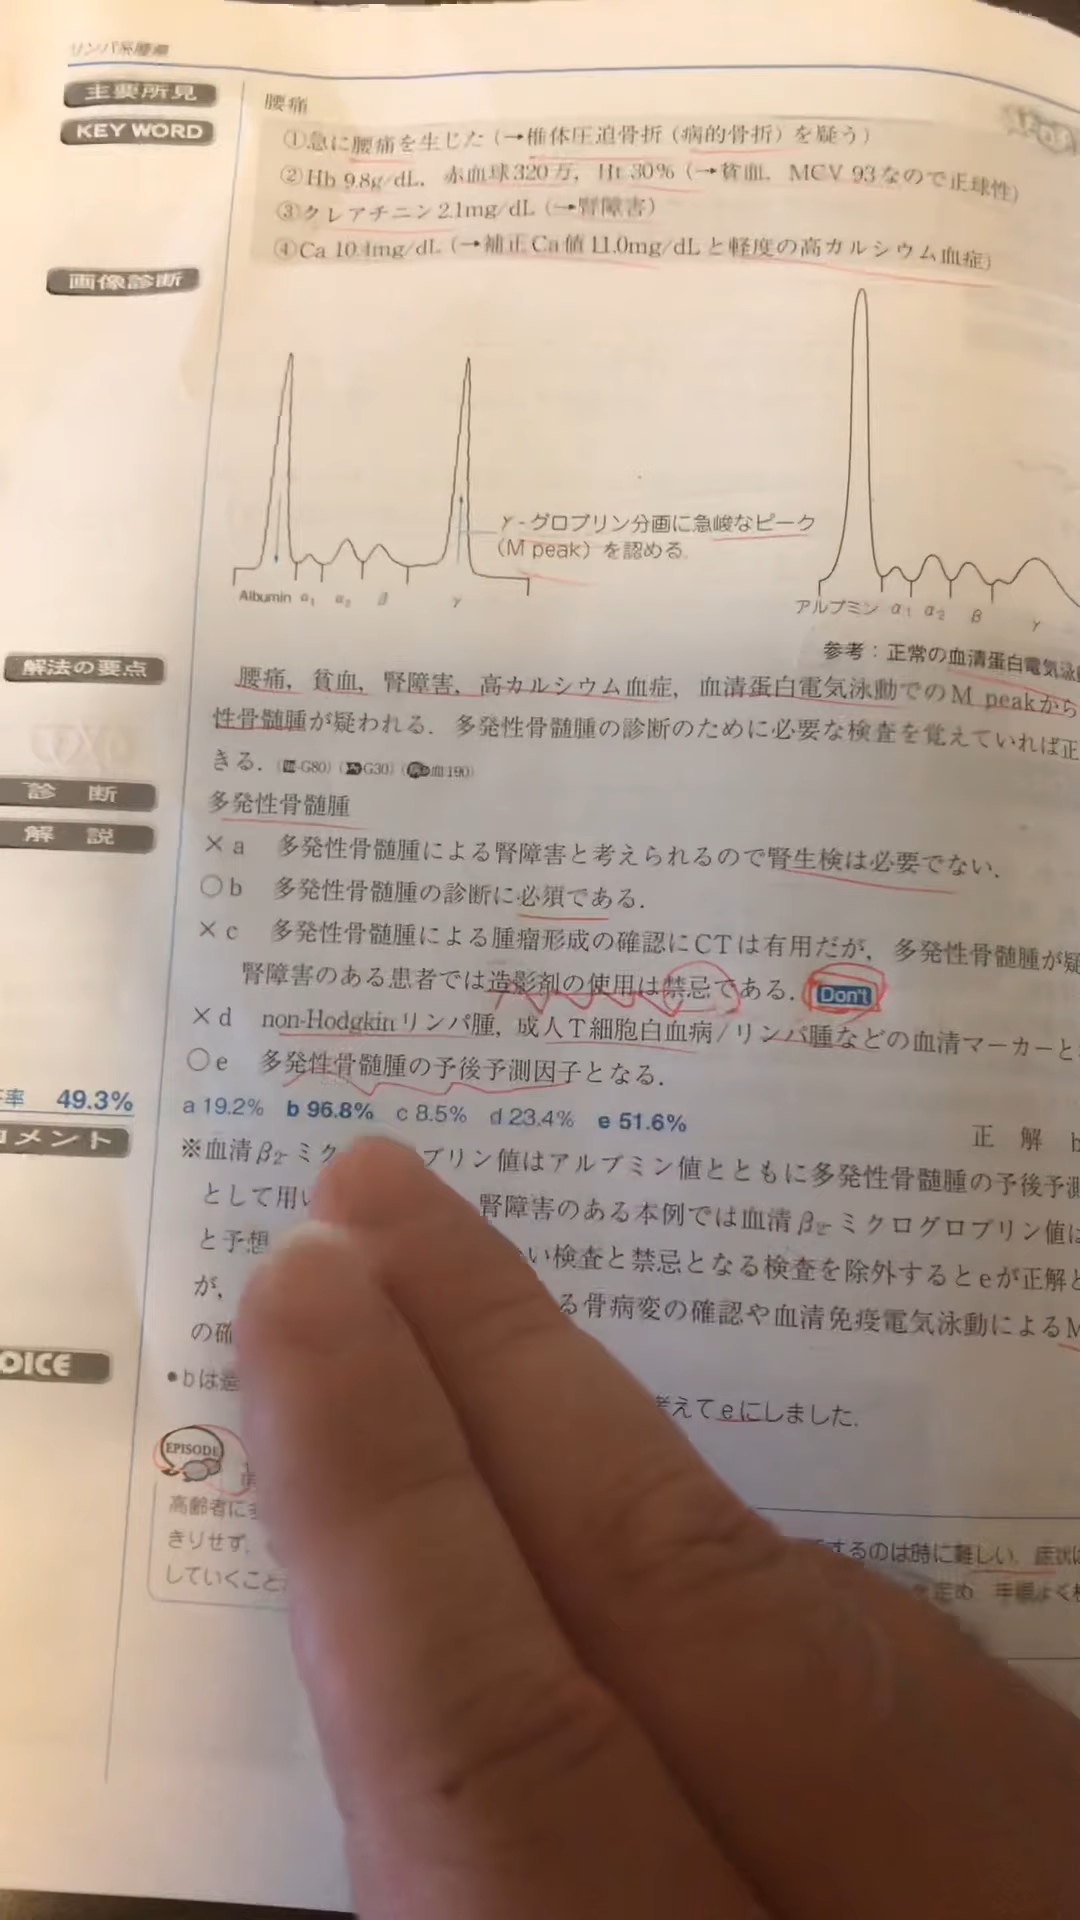 リンパ系腫瘍
主要所見
腰痛
KEY WORD
①急に腰痛を生じた（→椎体圧迫骨折（病的骨折）を疑う）
②Hb 9.8g/dL，赤血球320万，Ht 30％（→貧血，MCV 93なので正球性）
③クレアチニン2.1mg/dL（→腎障害）
④Ca 10.4mg/dL（→補正Ca値11.0mg/dLと軽度の高カルシウム血症）
画像診断
γ-グロブリン分画に急峻なピーク
（M peak）を認める.
Albumin α1 α2 β γ
アルブミン α1 α2 β γ
参考：正常の血清蛋白電気泳
解法の要点
腰痛，貧血，腎障害，高カルシウム血症，血清蛋白電気泳動でのM peakから
性骨髄腫が疑われる．多発性骨髄腫の診断のために必要な検査を覚えていれば正
きる．
G80) G30) 血190)
診断
多発性骨髄腫
解説
×a 多発性骨髄腫による腎障害と考えられるので腎生検は必要でない．
○b 多発性骨髄腫の診断に必須である．
×c 多発性骨髄腫による腫瘤形成の確認にCTは有用だが，多発性骨髄腫が疑
腎障害のある患者では造影剤の使用は禁忌である．Don't
×d non-Hodgkinリンパ腫，成人T細胞白血病/リンパ腫などの血清マーカーと
○e 多発性骨髄腫の予後予測因子となる．
率 49.3%
a 19.2% b 96.8% c 8.5% d 23.4% e 51.6%
正解 b
メント
※血清β2-ミク ブリン値はアルブミン値とともに多発性骨髄腫の予後予測
として用い 腎障害のある本例では血清β2-ミクログロブリン値は
と予想 い検査と禁忌となる検査を除外するとeが正解と
が， る骨病変の確認や血清免疫電気泳動によるM
の確
OICE
•bは 考えてeにしました．
EPISODE
高齢者に するのは時に難しい．症状は
きりせず， 定め，手順よく検
していくこと